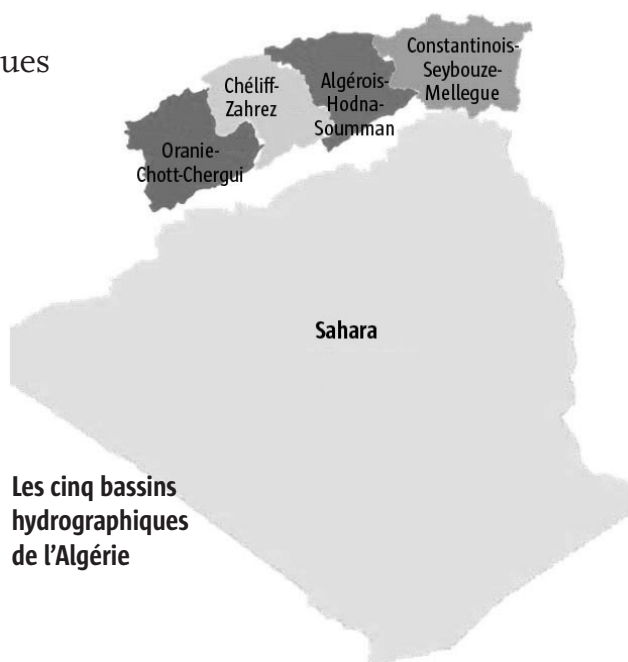 ues
Constantinois-
Seybouze-
Mellegue
Chéliff-
Zahrez
Algérois-
Hodna-
Soumman
Oranie-
Chott-Chergui
Sahara
Les cinq bassins
hydrographiques
de l'Algérie